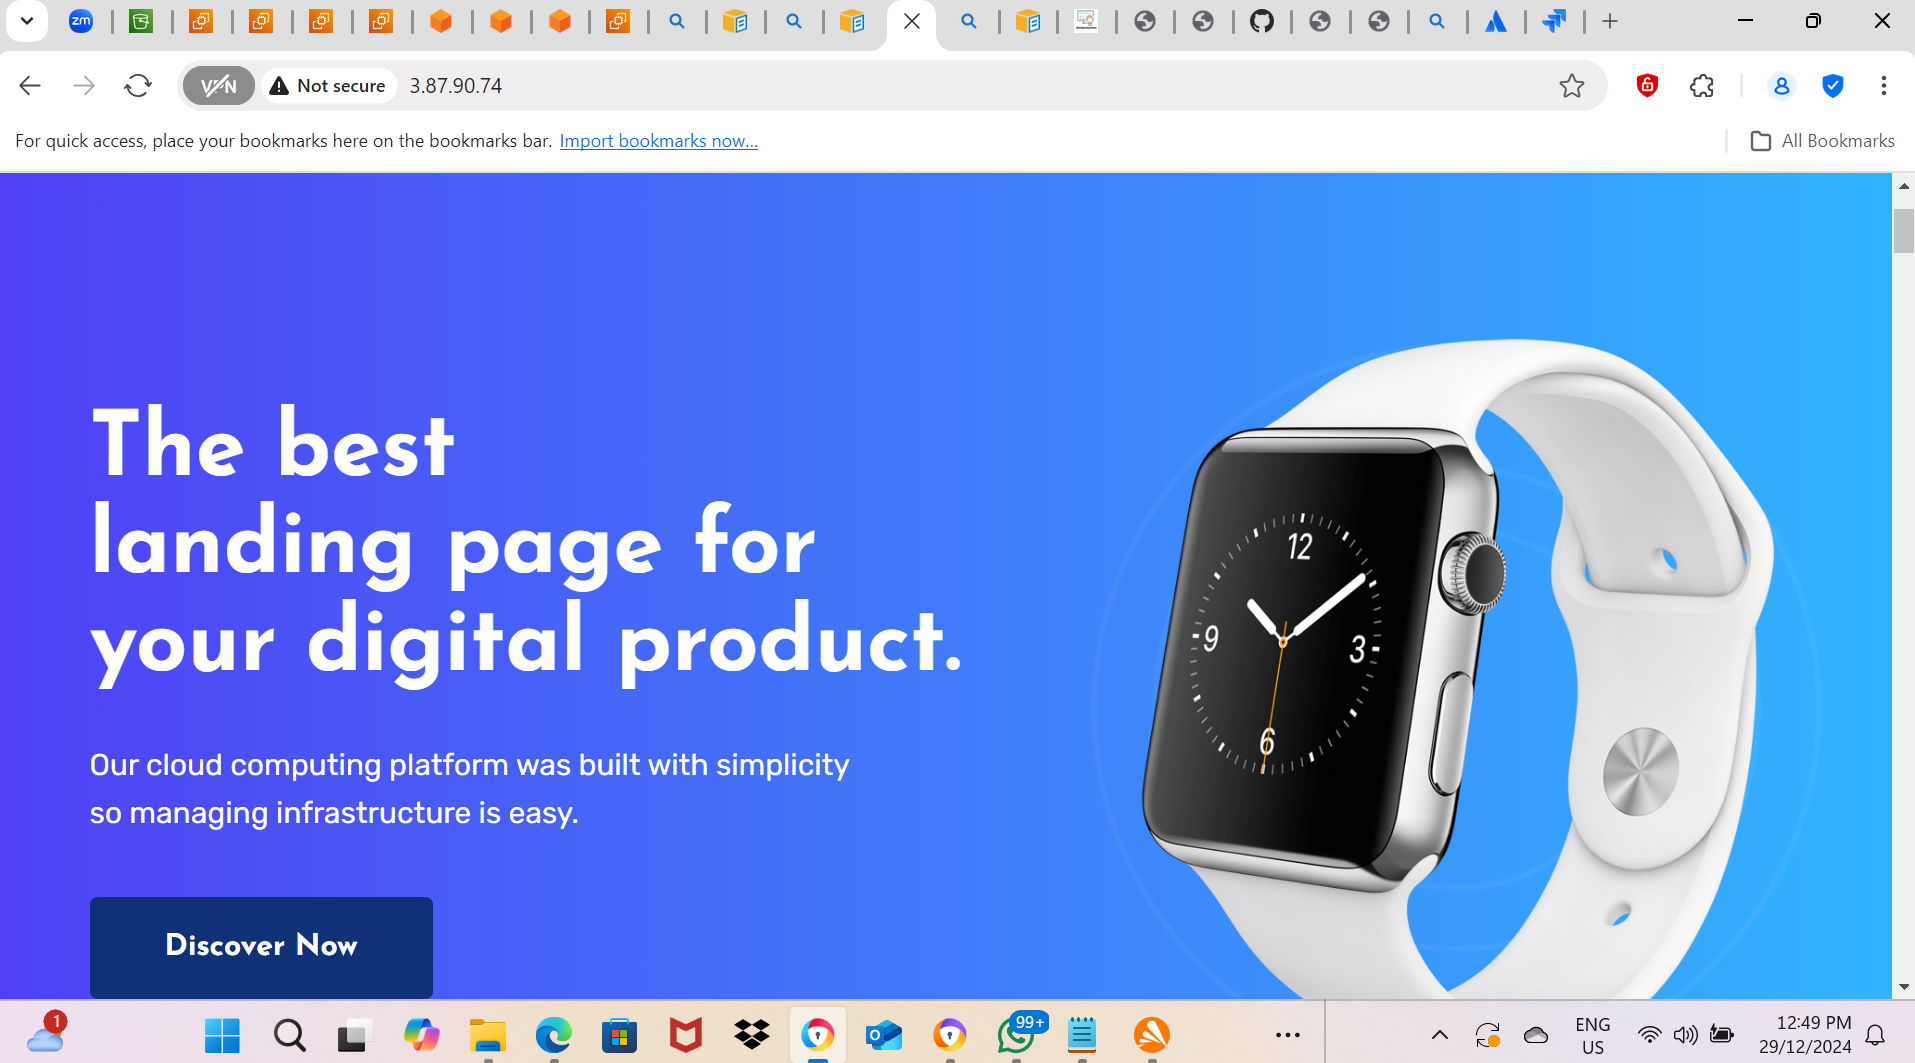 zm
VPN
Not secure
3.87.90.74
For quick access, place your bookmarks here on the bookmarks bar. Import bookmarks now...
All Bookmarks
The best
landing page for
your digital product.
12
9
3
6
Our cloud computing platform was built with simplicity
so managing infrastructure is easy.
Discover Now
1
99+
ENG
US
12:49 PM
29/12/2024